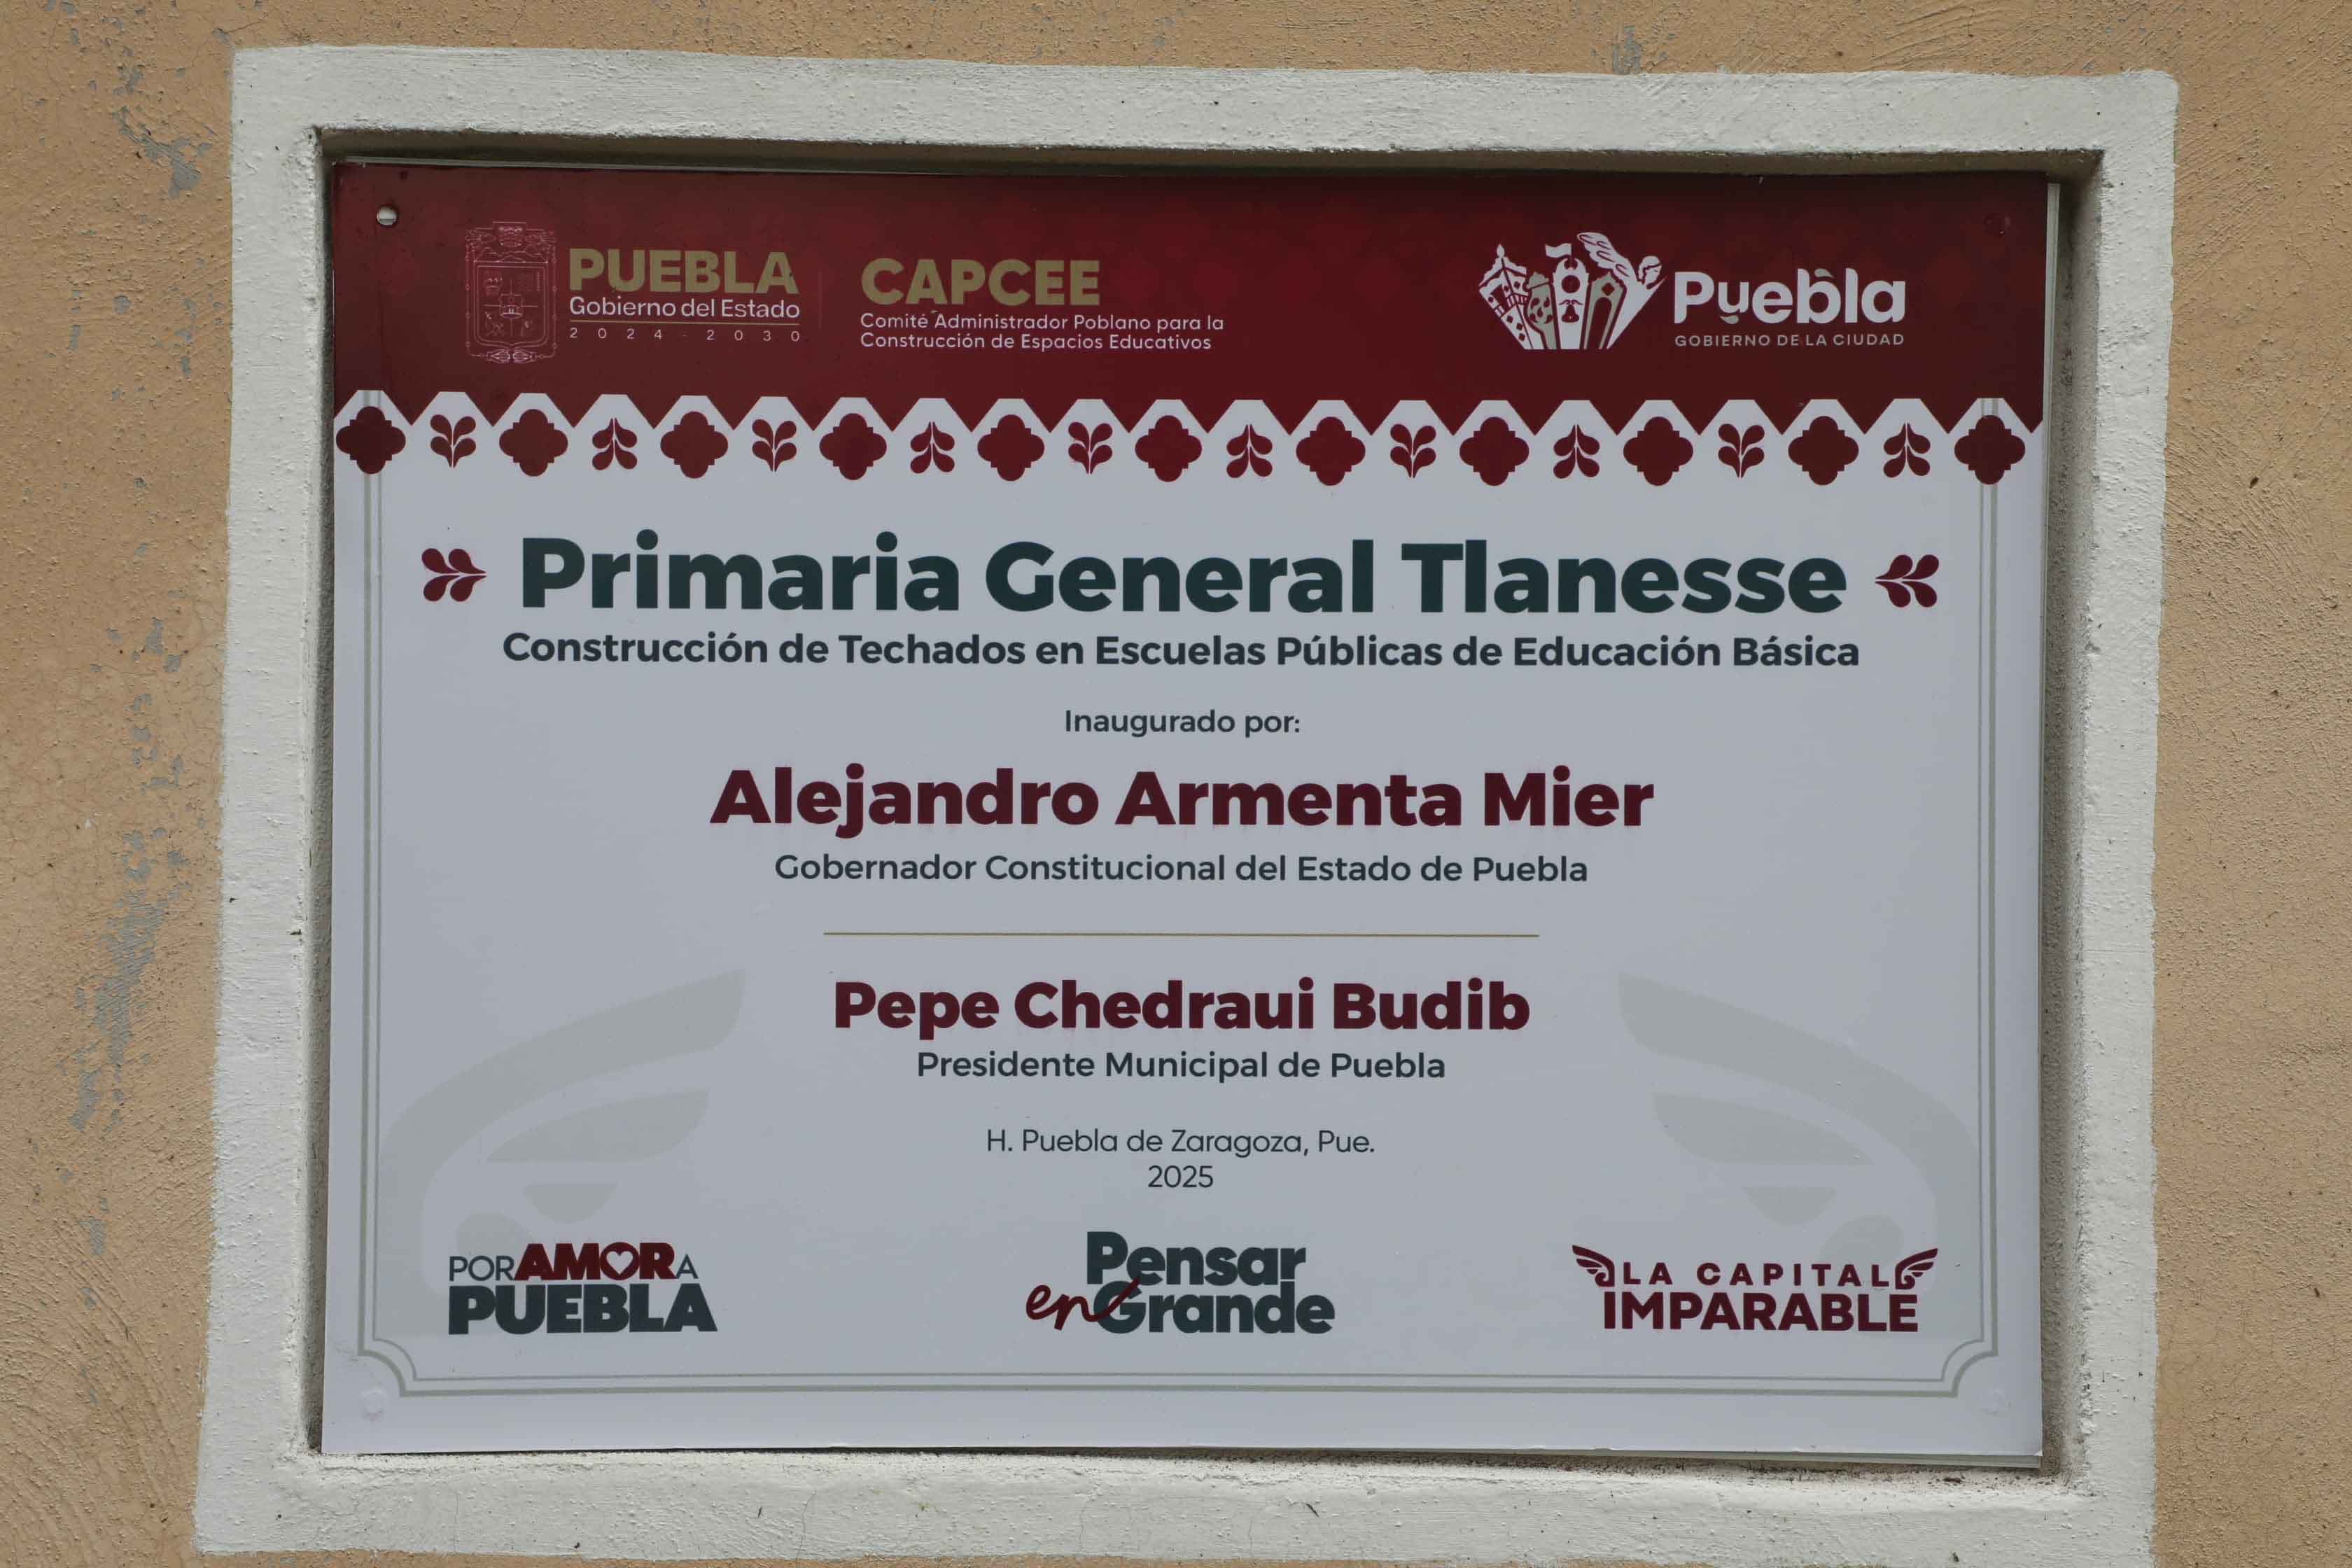 PUEBLA
Gobierno del Estado
2024 - 2030
CAPCEE
Comité Administrador Poblano para la
Construcción de Espacios Educativos
Puebla
GOBIERNO DE LA CIUDAD
Primaria General Tlanesse
Construcción de Techados en Escuelas Públicas de Educación Básica
Inaugurado por:
Alejandro Armenta Mier
Gobernador Constitucional del Estado de Puebla
Pepe Chedraui Budib
Presidente Municipal de Puebla
H. Puebla de Zaragoza, Pue.
2025
POR AMOR A
PUEBLA
Pensar
en Grande
LA CAPITAL
IMPARABLE